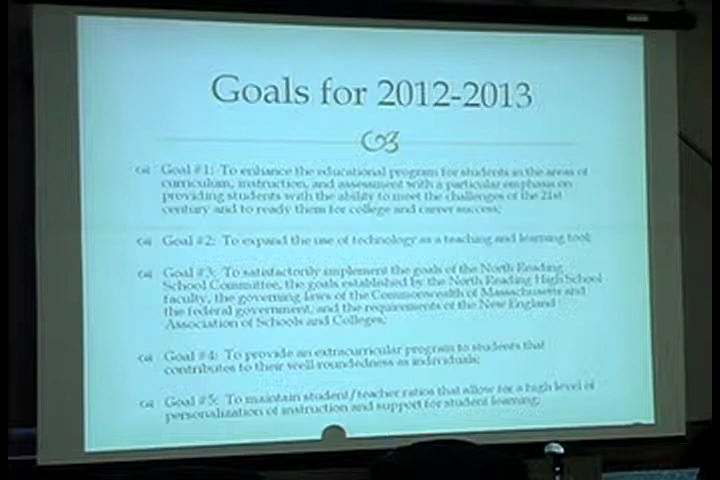 Goals for 2012-2013
Goal #1: To enhance the educational program for students in the areas of
curriculum, instruction, and assessment with a particular emphasis on
providing students with the ability to meet the challenges of the 21st
century and to ready them for college and career success;
Goal #2: To expand the use of technology as a teaching and learning tool;
Goal #3: To satisfactorily implement the goals of the North Reading
School Committee, the goals established by the North Reading High School
faculty, the governing laws of the Commonwealth of Massachusetts and
the federal government, and the requirements of the New England
Association of Schools and Colleges;
Goal #4: To provide an extracurricular program to students that
contributes to their well-roundedness as individuals;
Goal #5: To maintain student/teacher ratios that allow for a high level of
personalization of instruction and support for student learning;